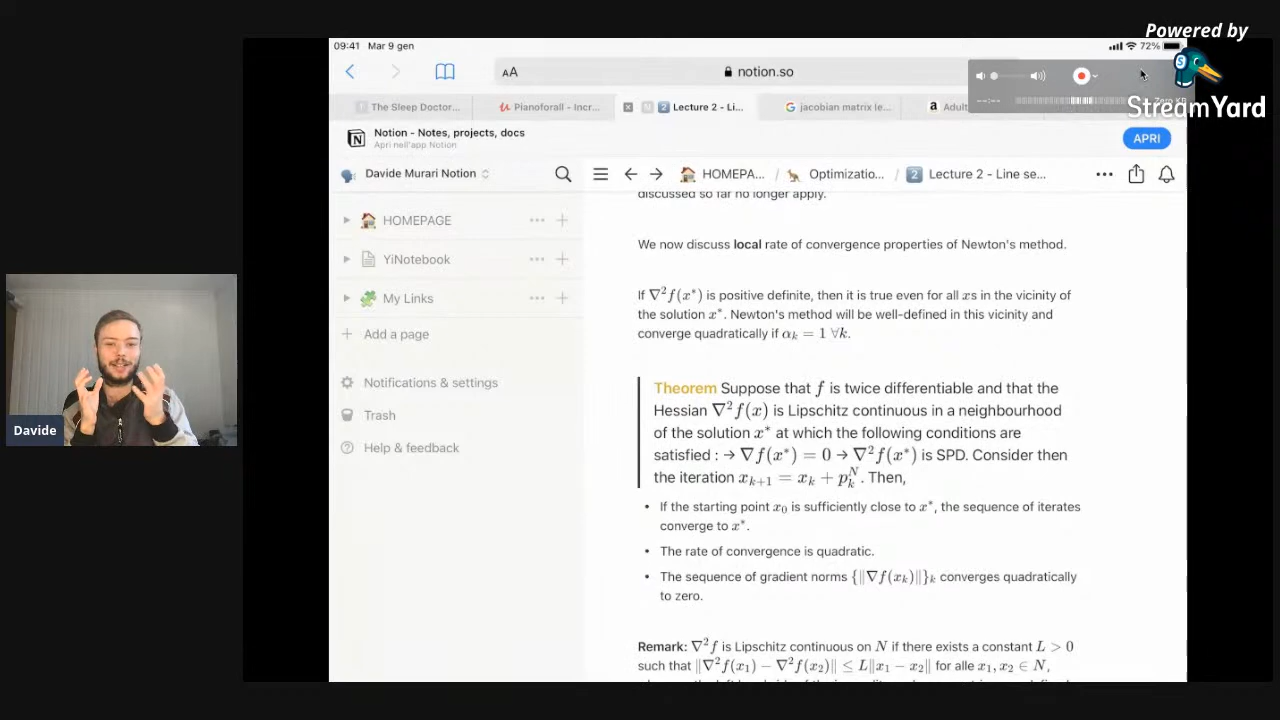 Powered by
StreamYard
09:41 Mar 9 gen
72%
AA
notion.so
The Sleep Doctor...
Pianoforall - Incr...
2 Lecture 2 - Li...
jacobian matrix le...
Adult
Notion - Notes, projects, docs
Apri nell'app Notion
APRI
Davide Murari Notion
HOMEPA... / Optimizatio... / 2 Lecture 2 - Line se...
HOMEPAGE
YiNotebook
My Links
Add a page
Notifications & settings
Trash
Help & feedback
discussed so far no longer apply.
We now discuss local rate of convergence properties of Newton's method.
If ∇²f(x*) is positive definite, then it is true even for all xs in the vicinity of
the solution x*. Newton's method will be well-defined in this vicinity and
converge quadratically if αₖ = 1 ∀k.
Theorem Suppose that f is twice differentiable and that the
Hessian ∇²f(x) is Lipschitz continuous in a neighbourhood
of the solution x* at which the following conditions are
satisfied : → ∇f(x*) = 0 → ∇²f(x*) is SPD. Consider then
the iteration xₖ₊₁ = xₖ + pₖᴺ. Then,
• If the starting point x₀ is sufficiently close to x*, the sequence of iterates
converge to x*.
• The rate of convergence is quadratic.
• The sequence of gradient norms {‖∇f(xₖ)‖}ₖ converges quadratically
to zero.
Remark: ∇²f is Lipschitz continuous on N if there exists a constant L > 0
such that ‖∇²f(x₁) − ∇²f(x₂)‖ ≤ L‖x₁ − x₂‖ for alle x₁, x₂ ∈ N,
Davide